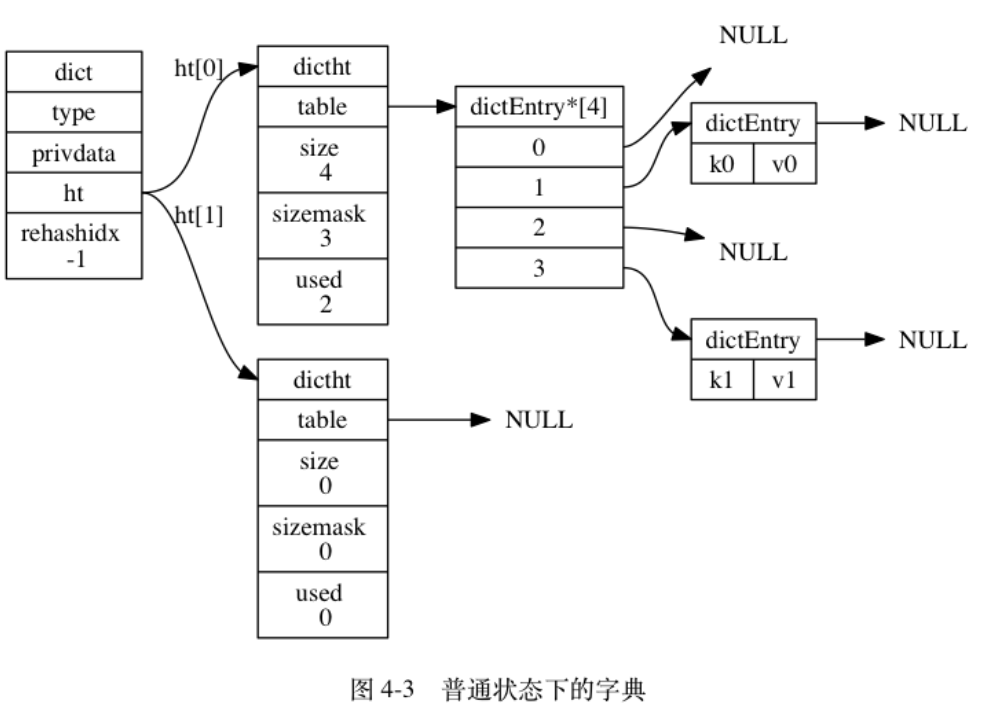 dict
type
privdata
ht
rehashidx
-1
ht[0]
ht[1]
dictht
table
size
4
sizemask
3
used
2
dictht
table
size
0
sizemask
0
used
0
NULL
dictEntry*[4]
0
1
2
3
NULL
dictEntry
k0 v0
NULL
NULL
dictEntry
k1 v1
NULL
图 4-3 普通状态下的字典